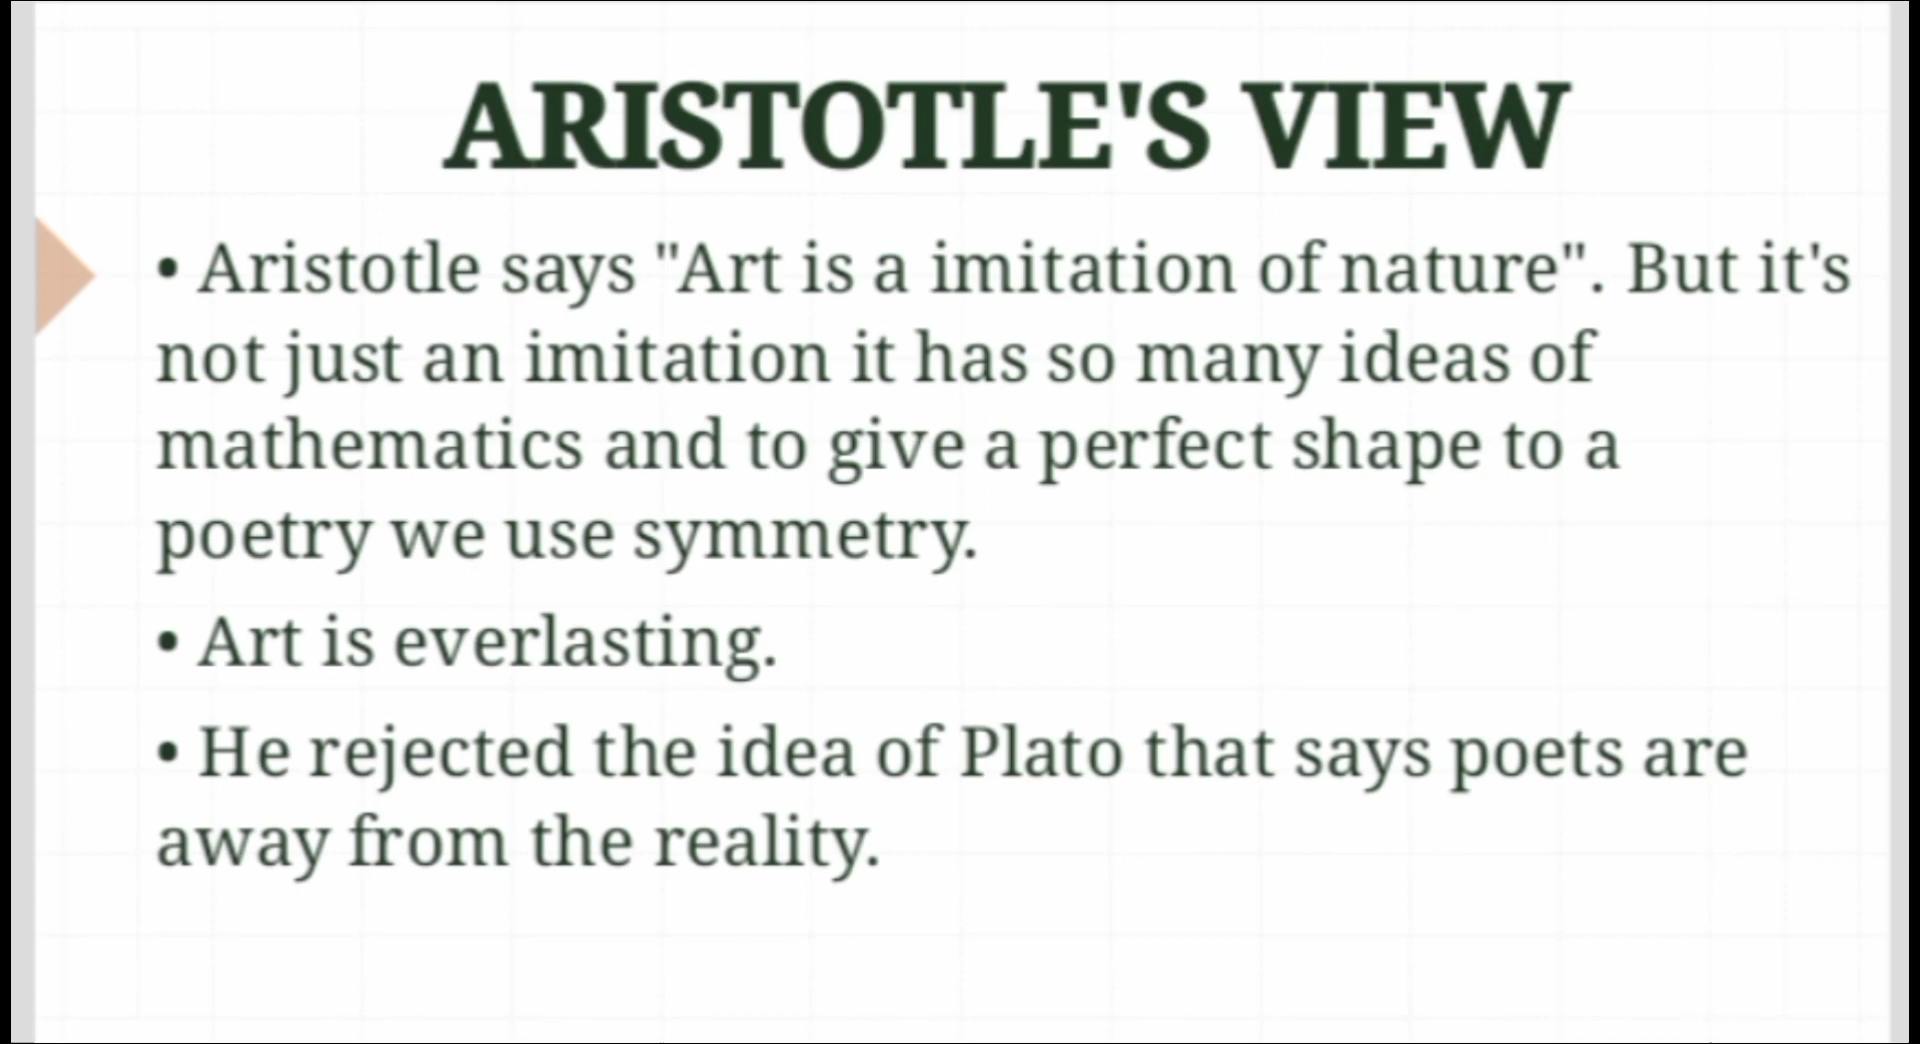 ARISTOTLE'S VIEW
• Aristotle says "Art is a imitation of nature". But it's
not just an imitation it has so many ideas of
mathematics and to give a perfect shape to a
poetry we use symmetry.
• Art is everlasting.
• He rejected the idea of Plato that says poets are
away from the reality.